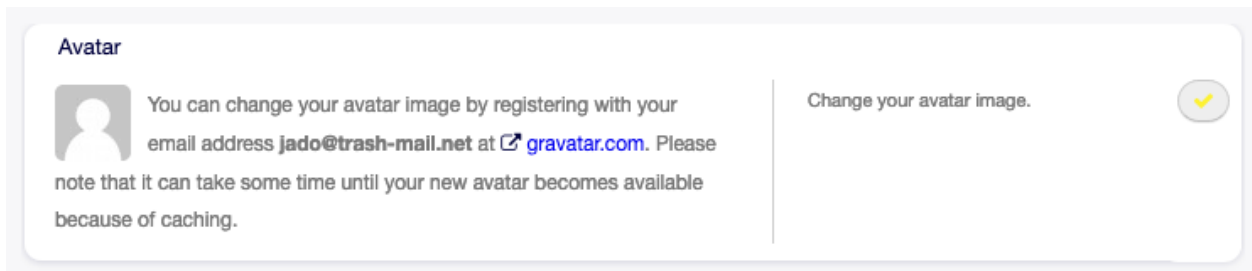 Avatar
You can change your avatar image by registering with your
email address jado@trash-mail.net at gravatar.com. Please
note that it can take some time until your new avatar becomes available
because of caching.
Change your avatar image.